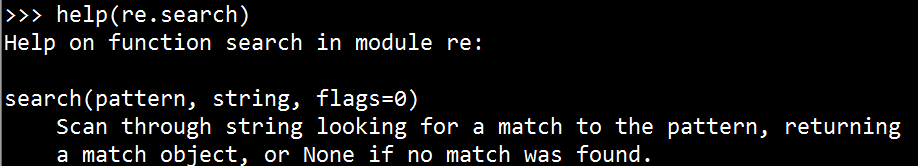 >>> help(re.search)
Help on function search in module re:
search(pattern, string, flags=0)
Scan through string looking for a match to the pattern, returning
a match object, or None if no match was found.